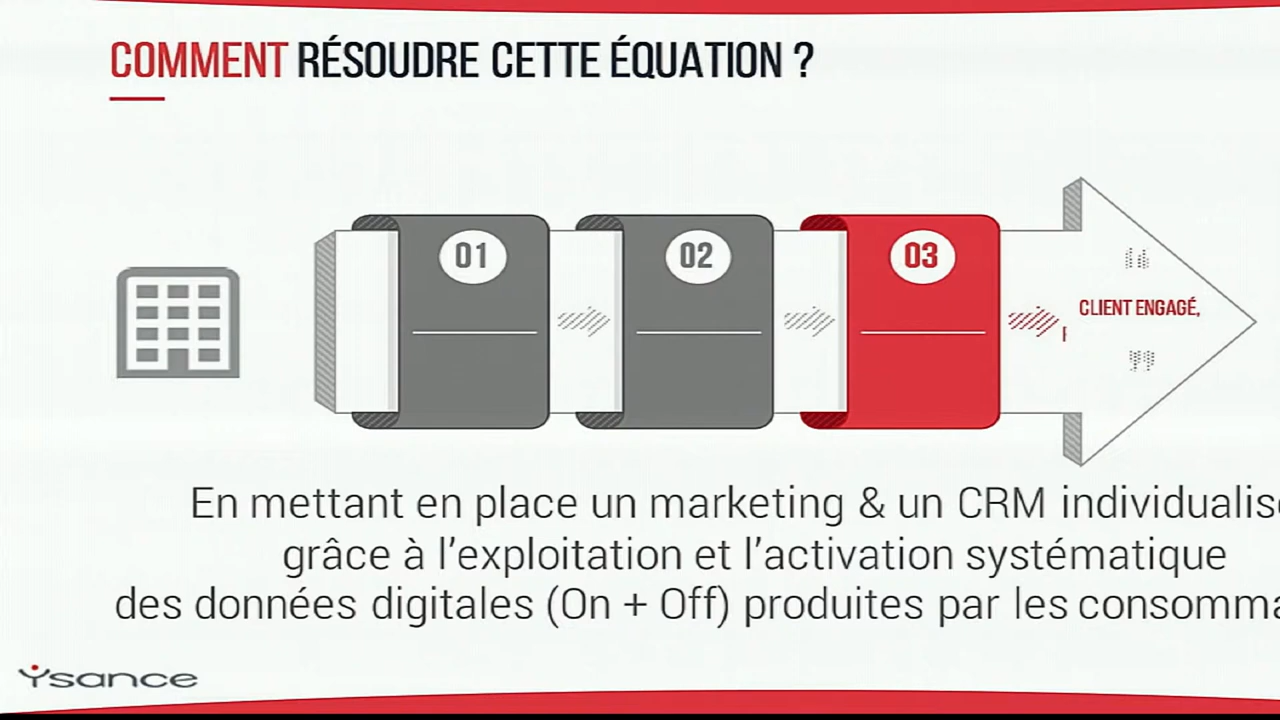 COMMENT RÉSOUDRE CETTE ÉQUATION ?
01
02
03
“
CLIENT ENGAGÉ,
”
En mettant en place un marketing & un CRM individualisé
grâce à l'exploitation et l'activation systématique
des données digitales (On + Off) produites par les consomma
Ysance